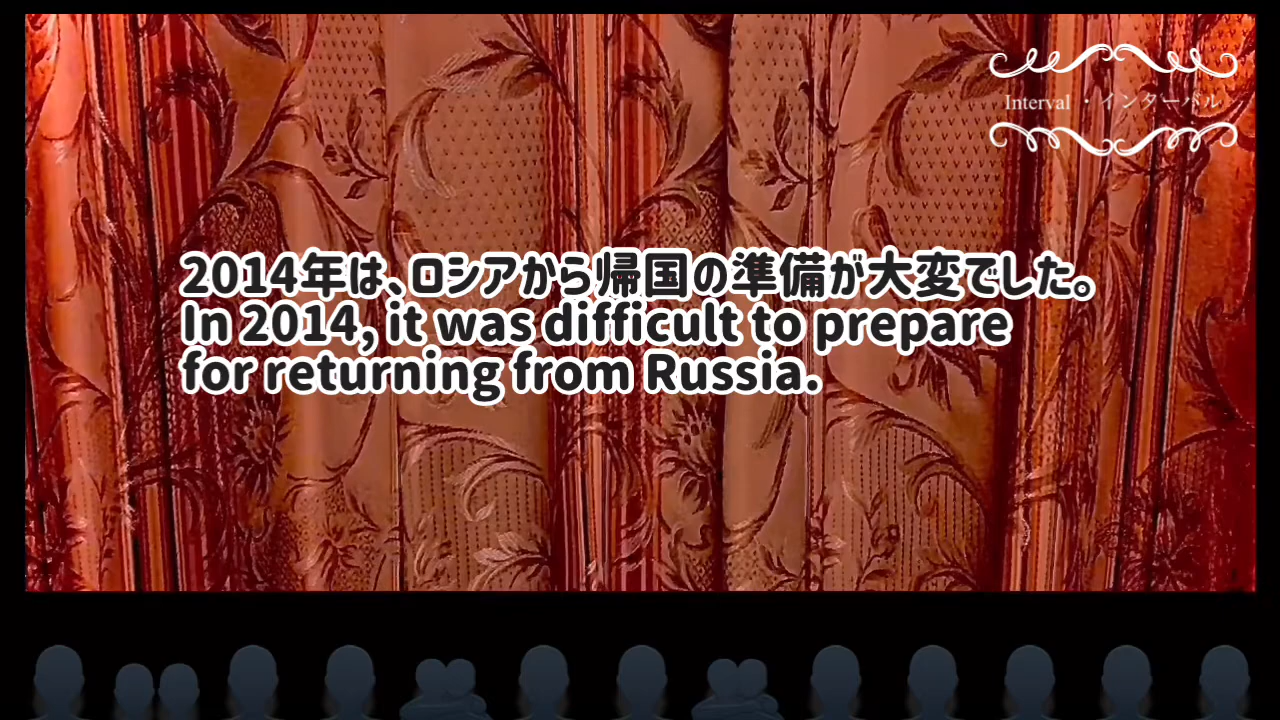 Interval ・インターバル
2014年は、ロシアから帰国の準備が大変でした。
In 2014, it was difficult to prepare
for returning from Russia.